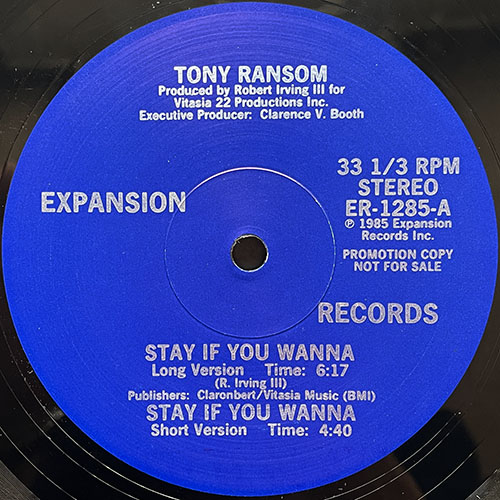 TONY RANSOM
Produced by Robert Irving III for
Vitasia 22 Productions Inc.
Executive Producer: Clarence V. Booth
33 1/3 RPM
STEREO
ER-1285-A
℗ 1985 Expansion
Records Inc.
PROMOTION COPY
NOT FOR SALE
EXPANSION
RECORDS
STAY IF YOU WANNA
Long Version Time: 6:17
(R. Irving III)
Publishers: Claronbert/Vitasia Music (BMI)
STAY IF YOU WANNA
Short Version Time: 4:40